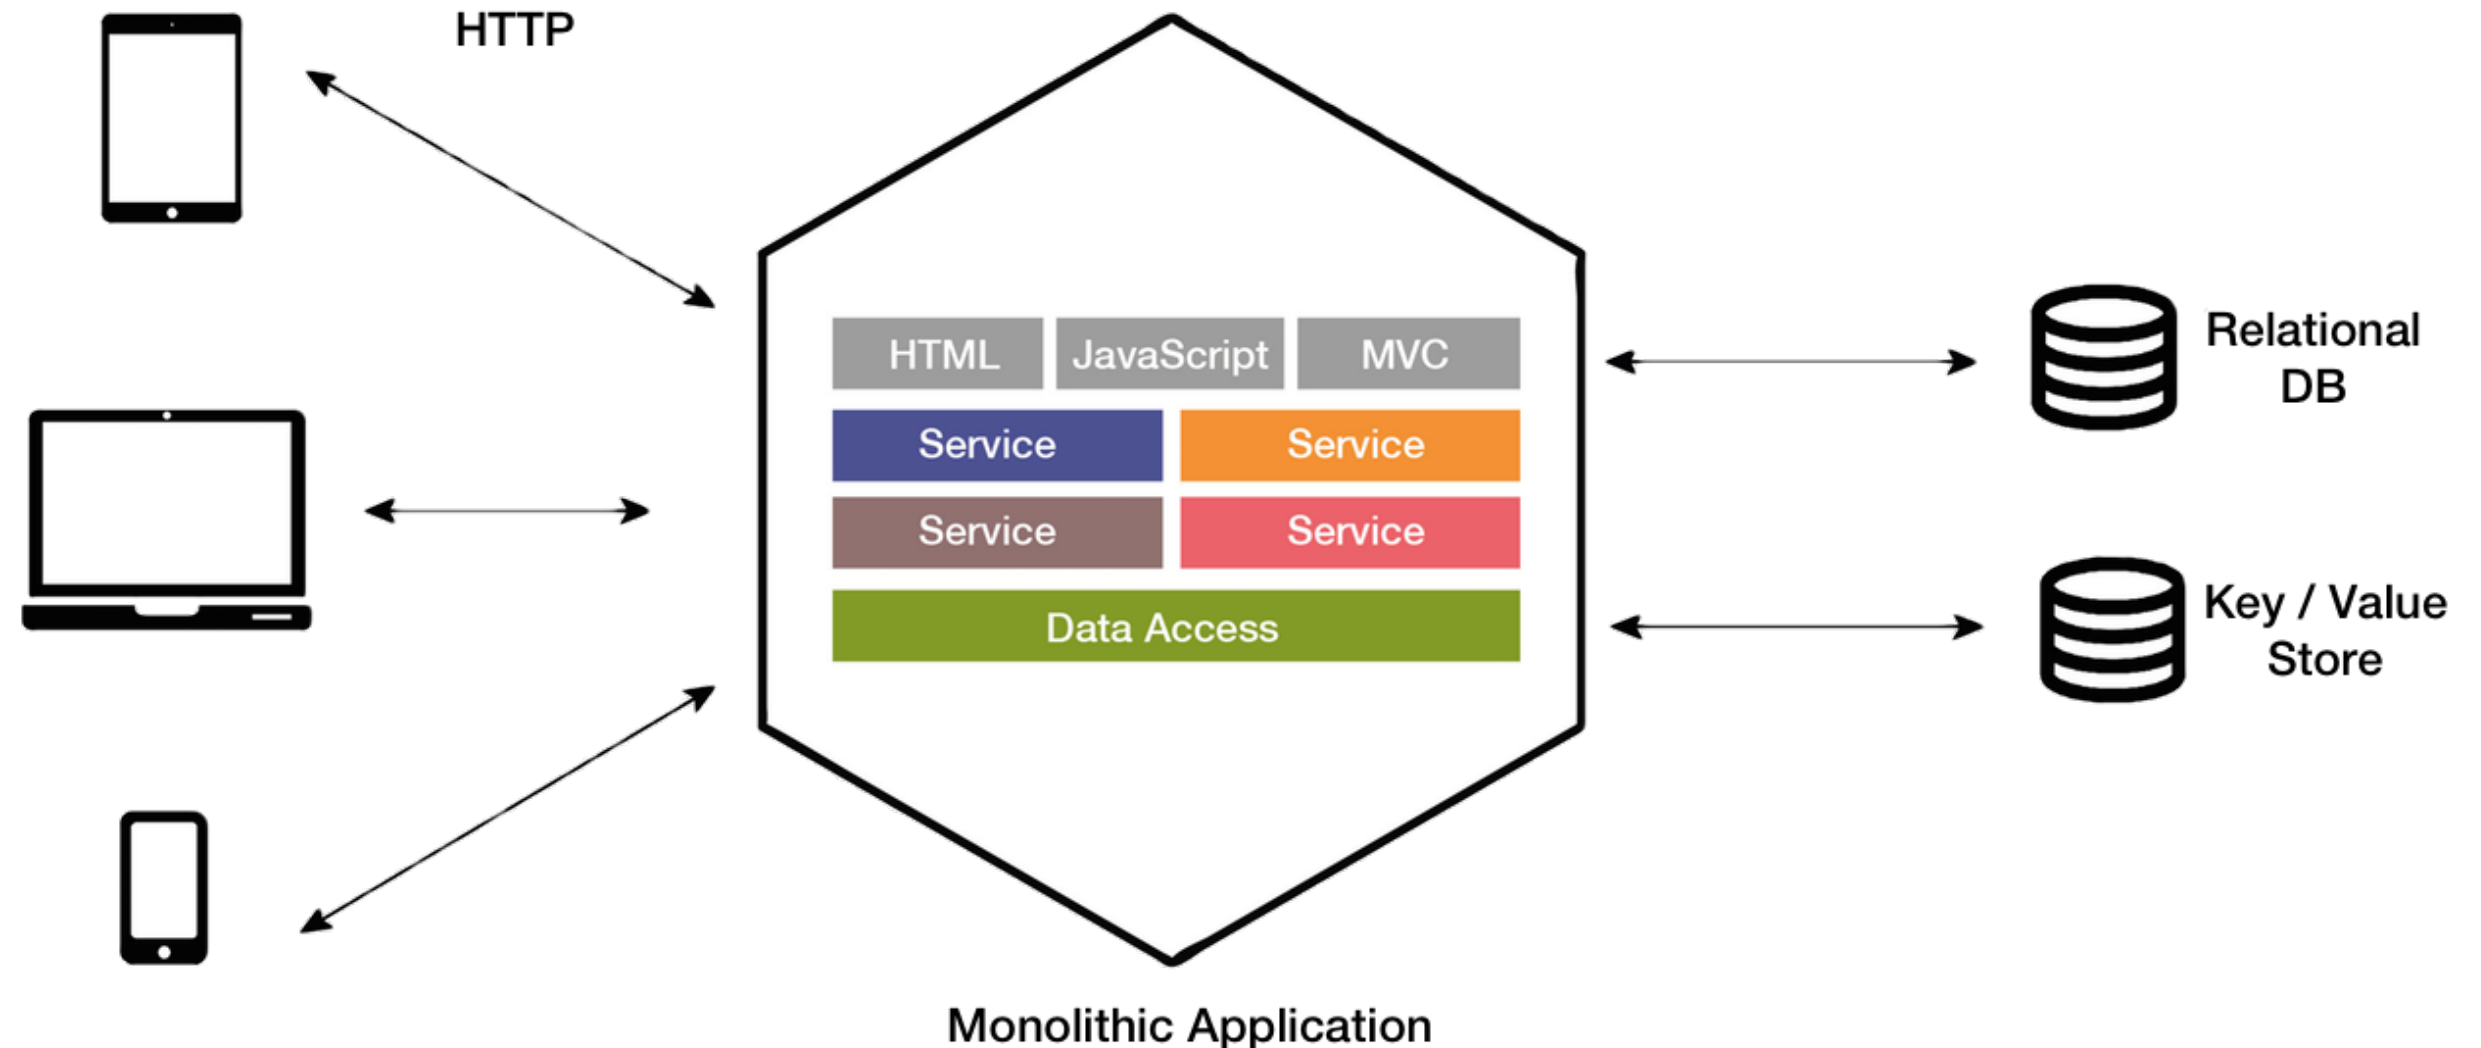 HTTP
HTML
JavaScript
MVC
Service
Service
Service
Service
Data Access
Relational
DB
Key / Value
Store
Monolithic Application